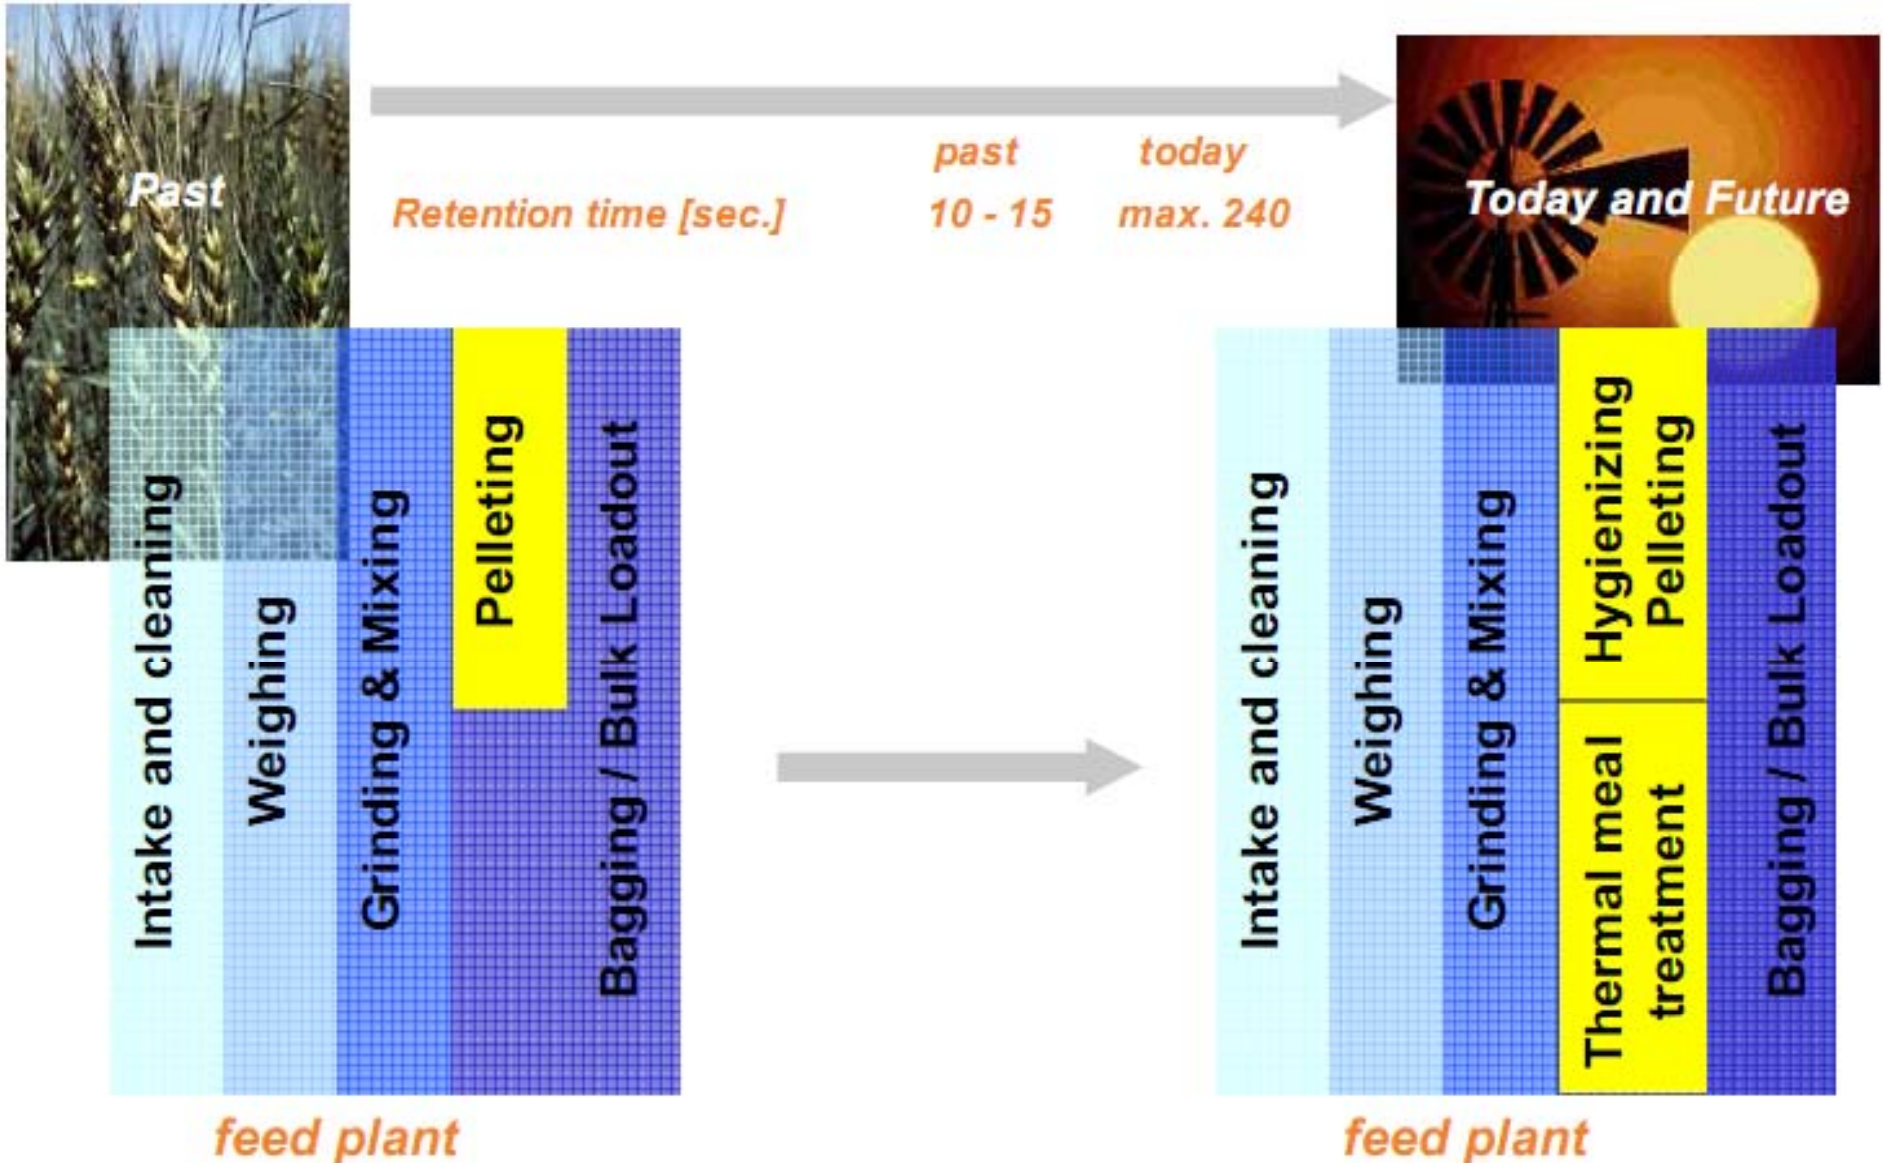 Past
past today
Retention time [sec.] 10 - 15 max. 240
Today and Future
Intake and cleaning
Weighing
Grinding & Mixing
Pelleting
Bagging / Bulk Loadout
feed plant
Intake and cleaning
Weighing
Grinding & Mixing
Hygienizing
Pelleting
Thermal meal
treatment
Bagging / Bulk Loadout
feed plant